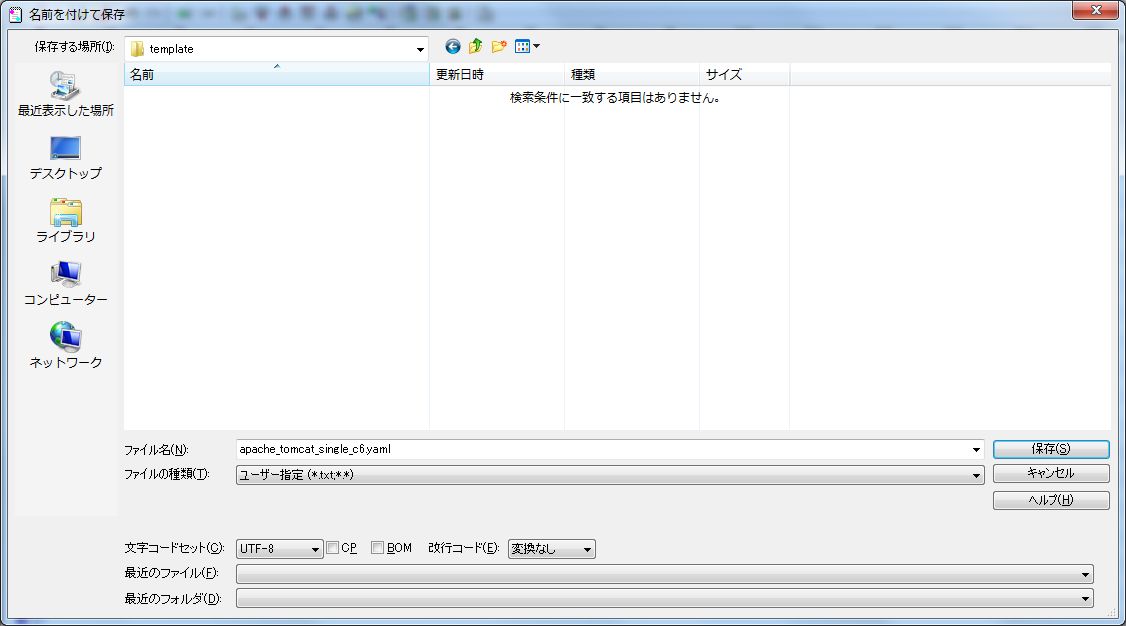 名前を付けて保存
保存する場所(I): template
最近表示した場所
デスクトップ
ライブラリ
コンピューター
ネットワーク
名前 更新日時 種類 サイズ
検索条件に一致する項目はありません。
ファイル名(N): apache_tomcat_single_c6.yaml 保存(S)
ファイルの種類(T): ユーザー指定 (*.txt;*.*) キャンセル
ヘルプ(H)
文字コードセット(C): UTF-8 CP BOM 改行コード(E): 変換なし
最近のファイル(F):
最近のフォルダ(D):